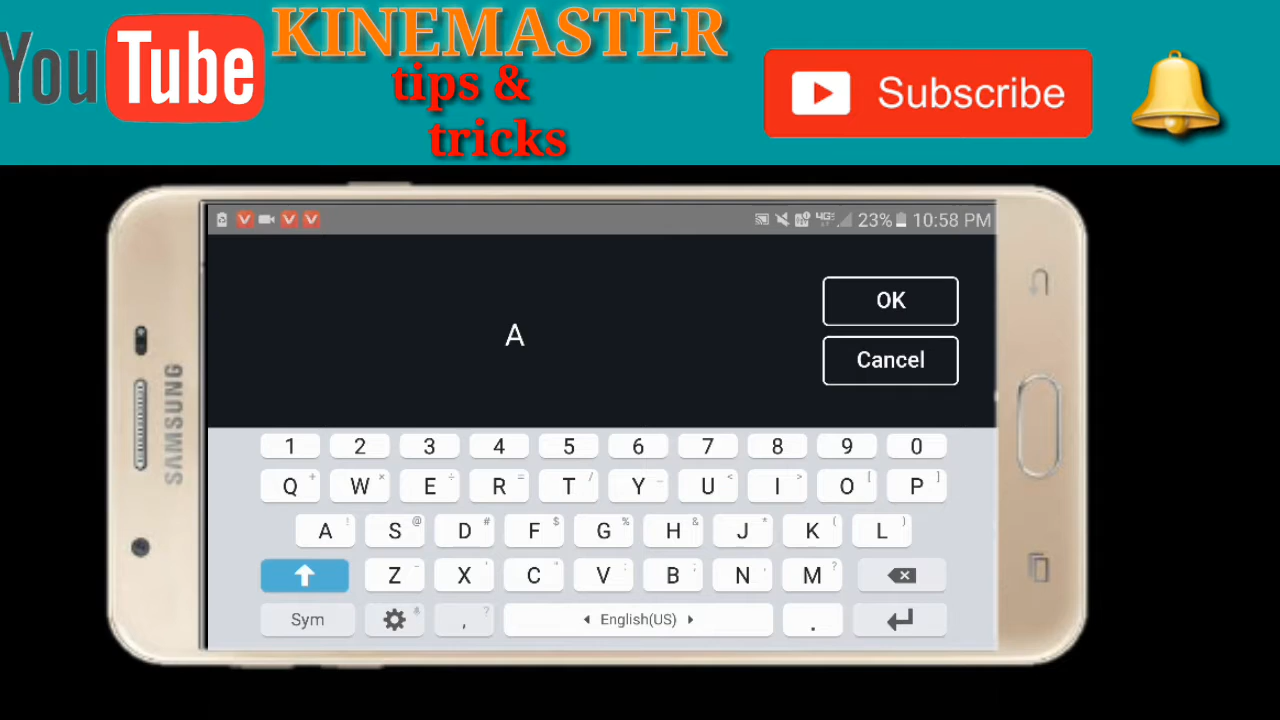 YouTube
KINEMASTER
tips &
tricks
Subscribe
SAMSUNG
4G 23% 10:58 PM
A
OK
Cancel
1 2 3 4 5 6 7 8 9 0
Q + W × E ÷ R = T / Y _ U < I > O [ P ]
A ! S @ D # F $ G % H & J * K ( L )
Z - X ' C " V : B ; N , M ?
Sym , ? English(US) .